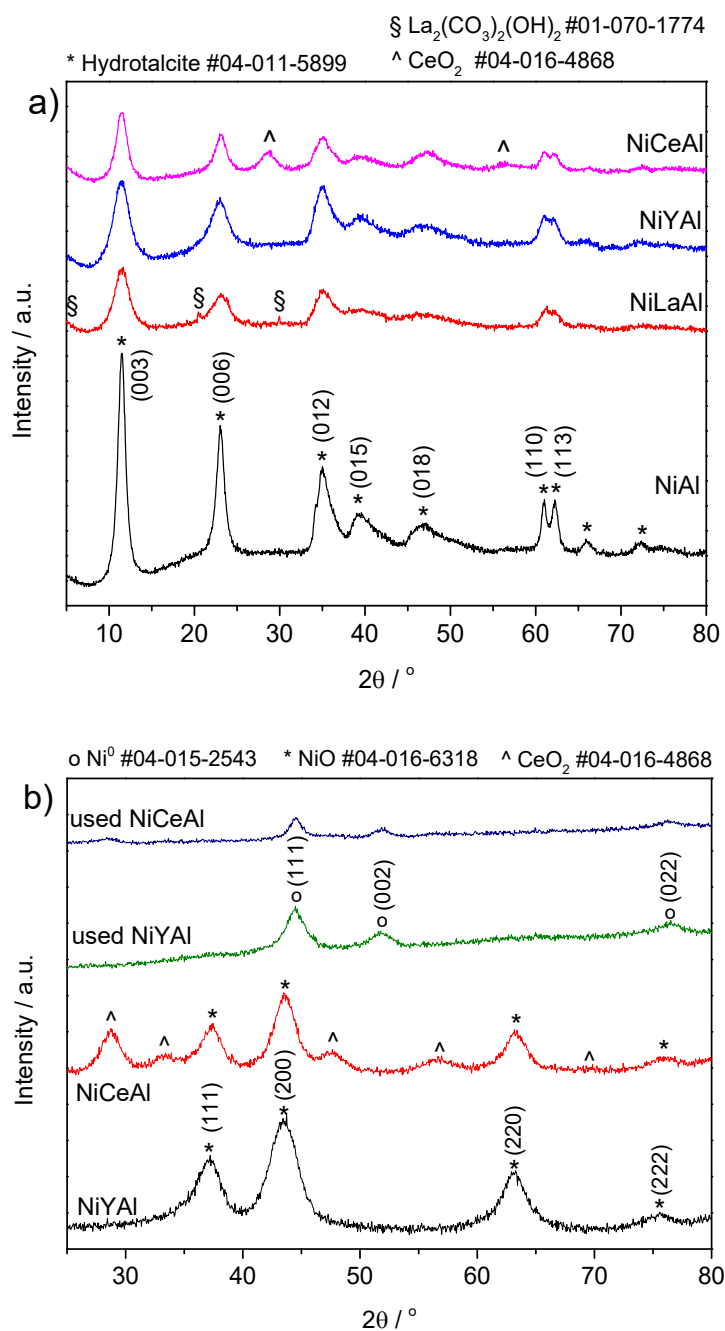 § La₂(CO₃)₂(OH)₂ #01-070-1774
* Hydrotalcite #04-011-5899 ^ CeO₂ #04-016-4868
a)
^ ^
NiCeAl
NiYAl
§ § §
NiLaAl
* (003)
* (006)
* (012)
* (015)
* (018)
* (110)
* (113)
* *
NiAl
Intensity / a.u.
10 20 30 40 50 60 70 80
2θ / °
o Ni⁰ #04-015-2543 * NiO #04-016-6318 ^ CeO₂ #04-016-4868
b)
used NiCeAl
o (111)
o (002)
o (022)
used NiYAl
^ ^ * * ^ ^ * ^ *
NiCeAl
* (111)
* (200)
* (220)
* (222)
NiYAl
Intensity / a.u.
30 40 50 60 70 80
2θ / °